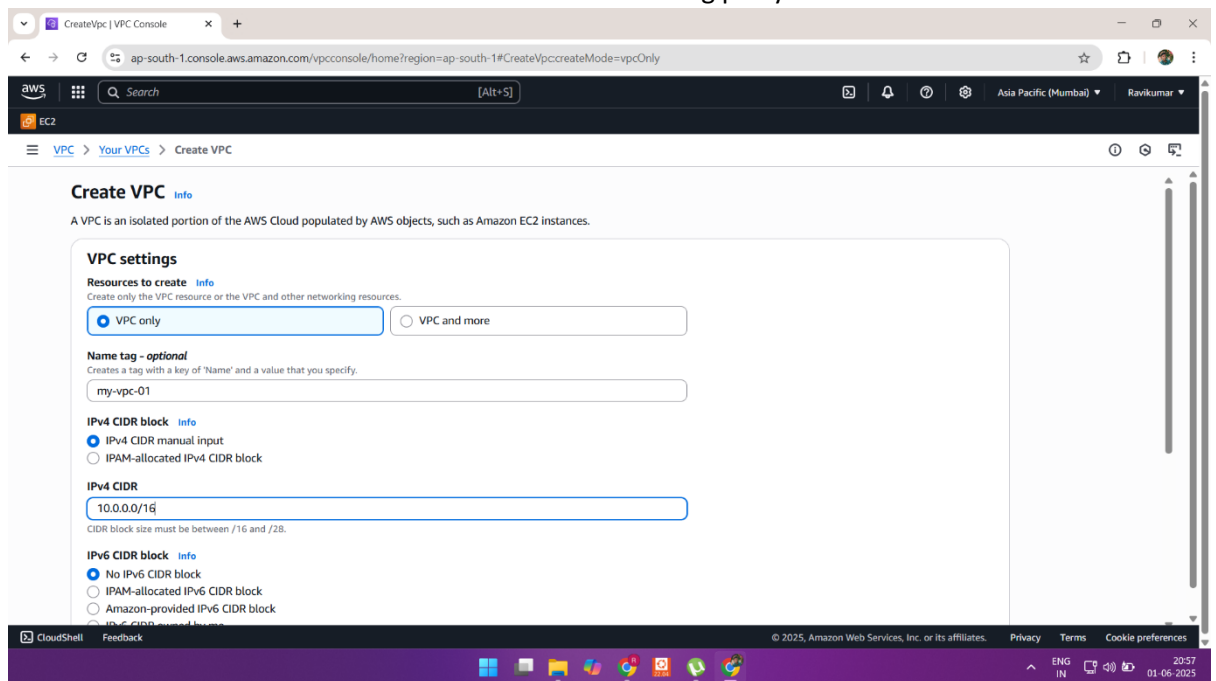 CreateVpc | VPC Console
ap-south-1.console.aws.amazon.com/vpcconsole/home?region=ap-south-1#CreateVpc:createMode=vpcOnly
aws
Search
[Alt+S]
Asia Pacific (Mumbai)
Ravikumar
EC2
VPC > Your VPCs > Create VPC
Create VPC Info
A VPC is an isolated portion of the AWS Cloud populated by AWS objects, such as Amazon EC2 instances.
VPC settings
Resources to create Info
Create only the VPC resource or the VPC and other networking resources.
VPC only
VPC and more
Name tag - optional
Creates a tag with a key of 'Name' and a value that you specify.
my-vpc-01
IPv4 CIDR block Info
IPv4 CIDR manual input
IPAM-allocated IPv4 CIDR block
IPv4 CIDR
10.0.0.0/16
CIDR block size must be between /16 and /28.
IPv6 CIDR block Info
No IPv6 CIDR block
IPAM-allocated IPv6 CIDR block
Amazon-provided IPv6 CIDR block
CloudShell Feedback
© 2025, Amazon Web Services, Inc. or its affiliates. Privacy Terms Cookie preferences
ENG
IN
20:57
01-06-2025